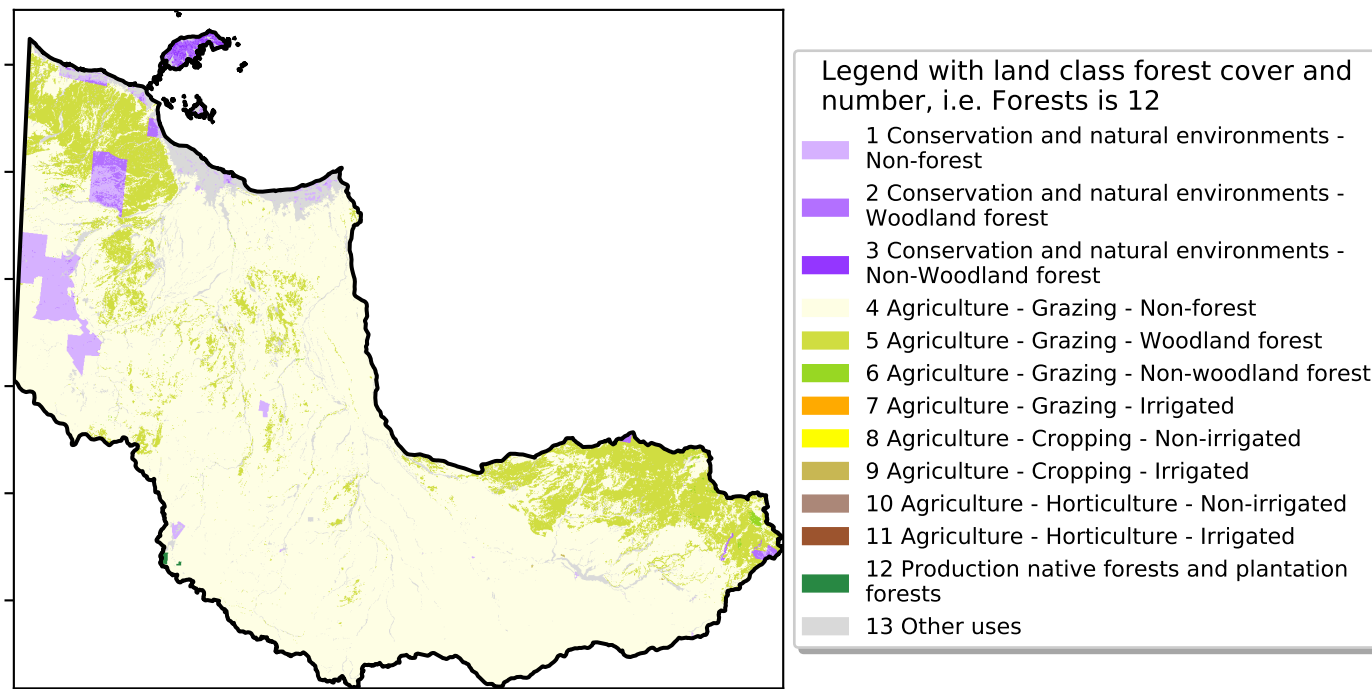 Legend with land class forest cover and
number, i.e. Forests is 12
1 Conservation and natural environments -
Non-forest
2 Conservation and natural environments -
Woodland forest
3 Conservation and natural environments -
Non-Woodland forest
4 Agriculture - Grazing - Non-forest
5 Agriculture - Grazing - Woodland forest
6 Agriculture - Grazing - Non-woodland forest
7 Agriculture - Grazing - Irrigated
8 Agriculture - Cropping - Non-irrigated
9 Agriculture - Cropping - Irrigated
10 Agriculture - Horticulture - Non-irrigated
11 Agriculture - Horticulture - Irrigated
12 Production native forests and plantation
forests
13 Other uses